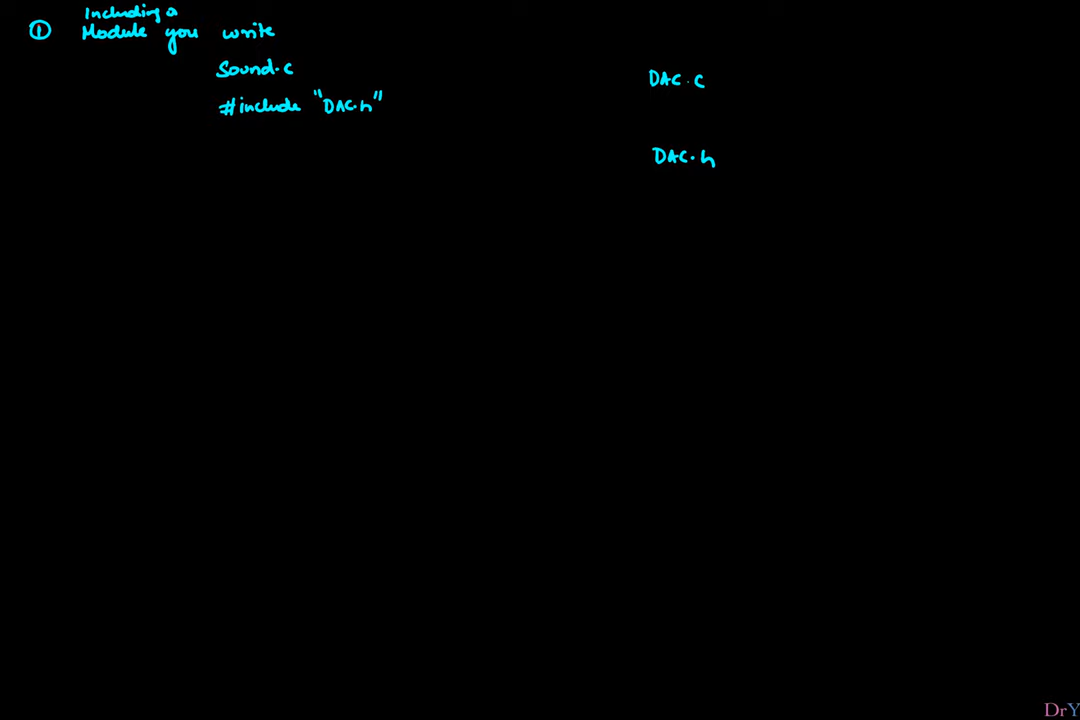 Including a
① Module you write
Sound.c
#include "DAC.h"
DAC.c
DAC.h
DrY